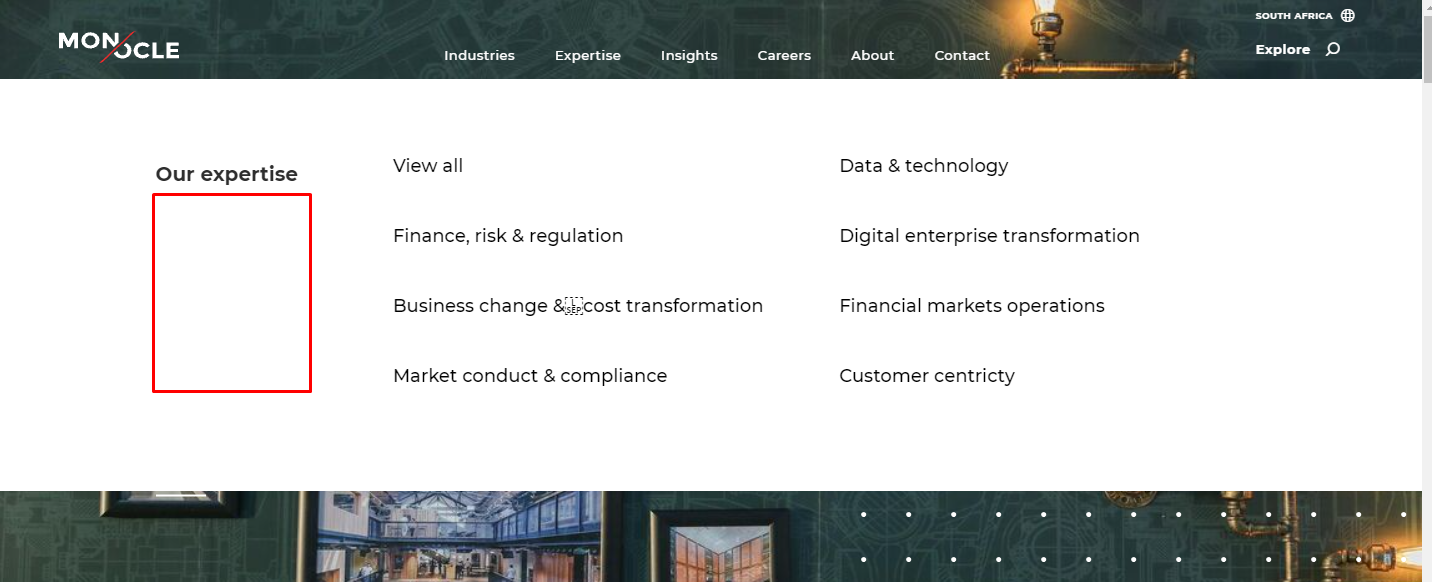 SOUTH AFRICA
MONOCLE
Industries Expertise Insights Careers About Contact
Explore
Our expertise
View all
Finance, risk & regulation
Business change & SEP cost transformation
Market conduct & compliance
Data & technology
Digital enterprise transformation
Financial markets operations
Customer centricty